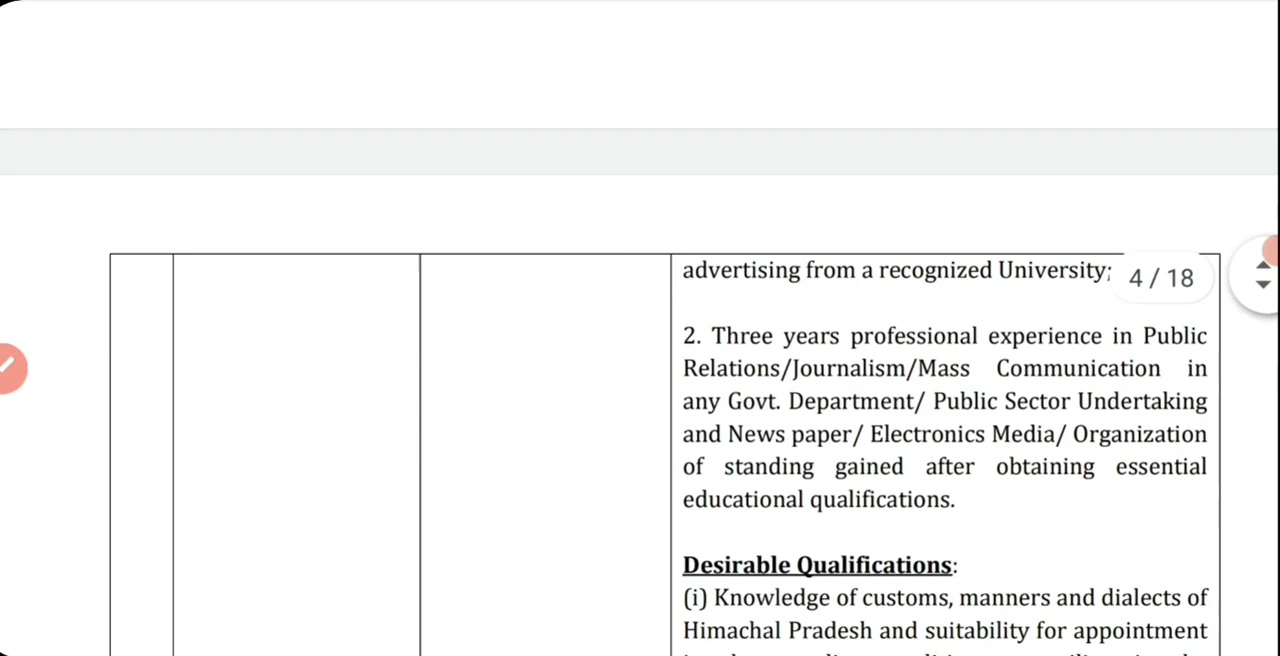 advertising from a recognized University;
4 / 18
2. Three years professional experience in Public
Relations/Journalism/Mass Communication in
any Govt. Department/ Public Sector Undertaking
and News paper/ Electronics Media/ Organization
of standing gained after obtaining essential
educational qualifications.
Desirable Qualifications:
(i) Knowledge of customs, manners and dialects of
Himachal Pradesh and suitability for appointment